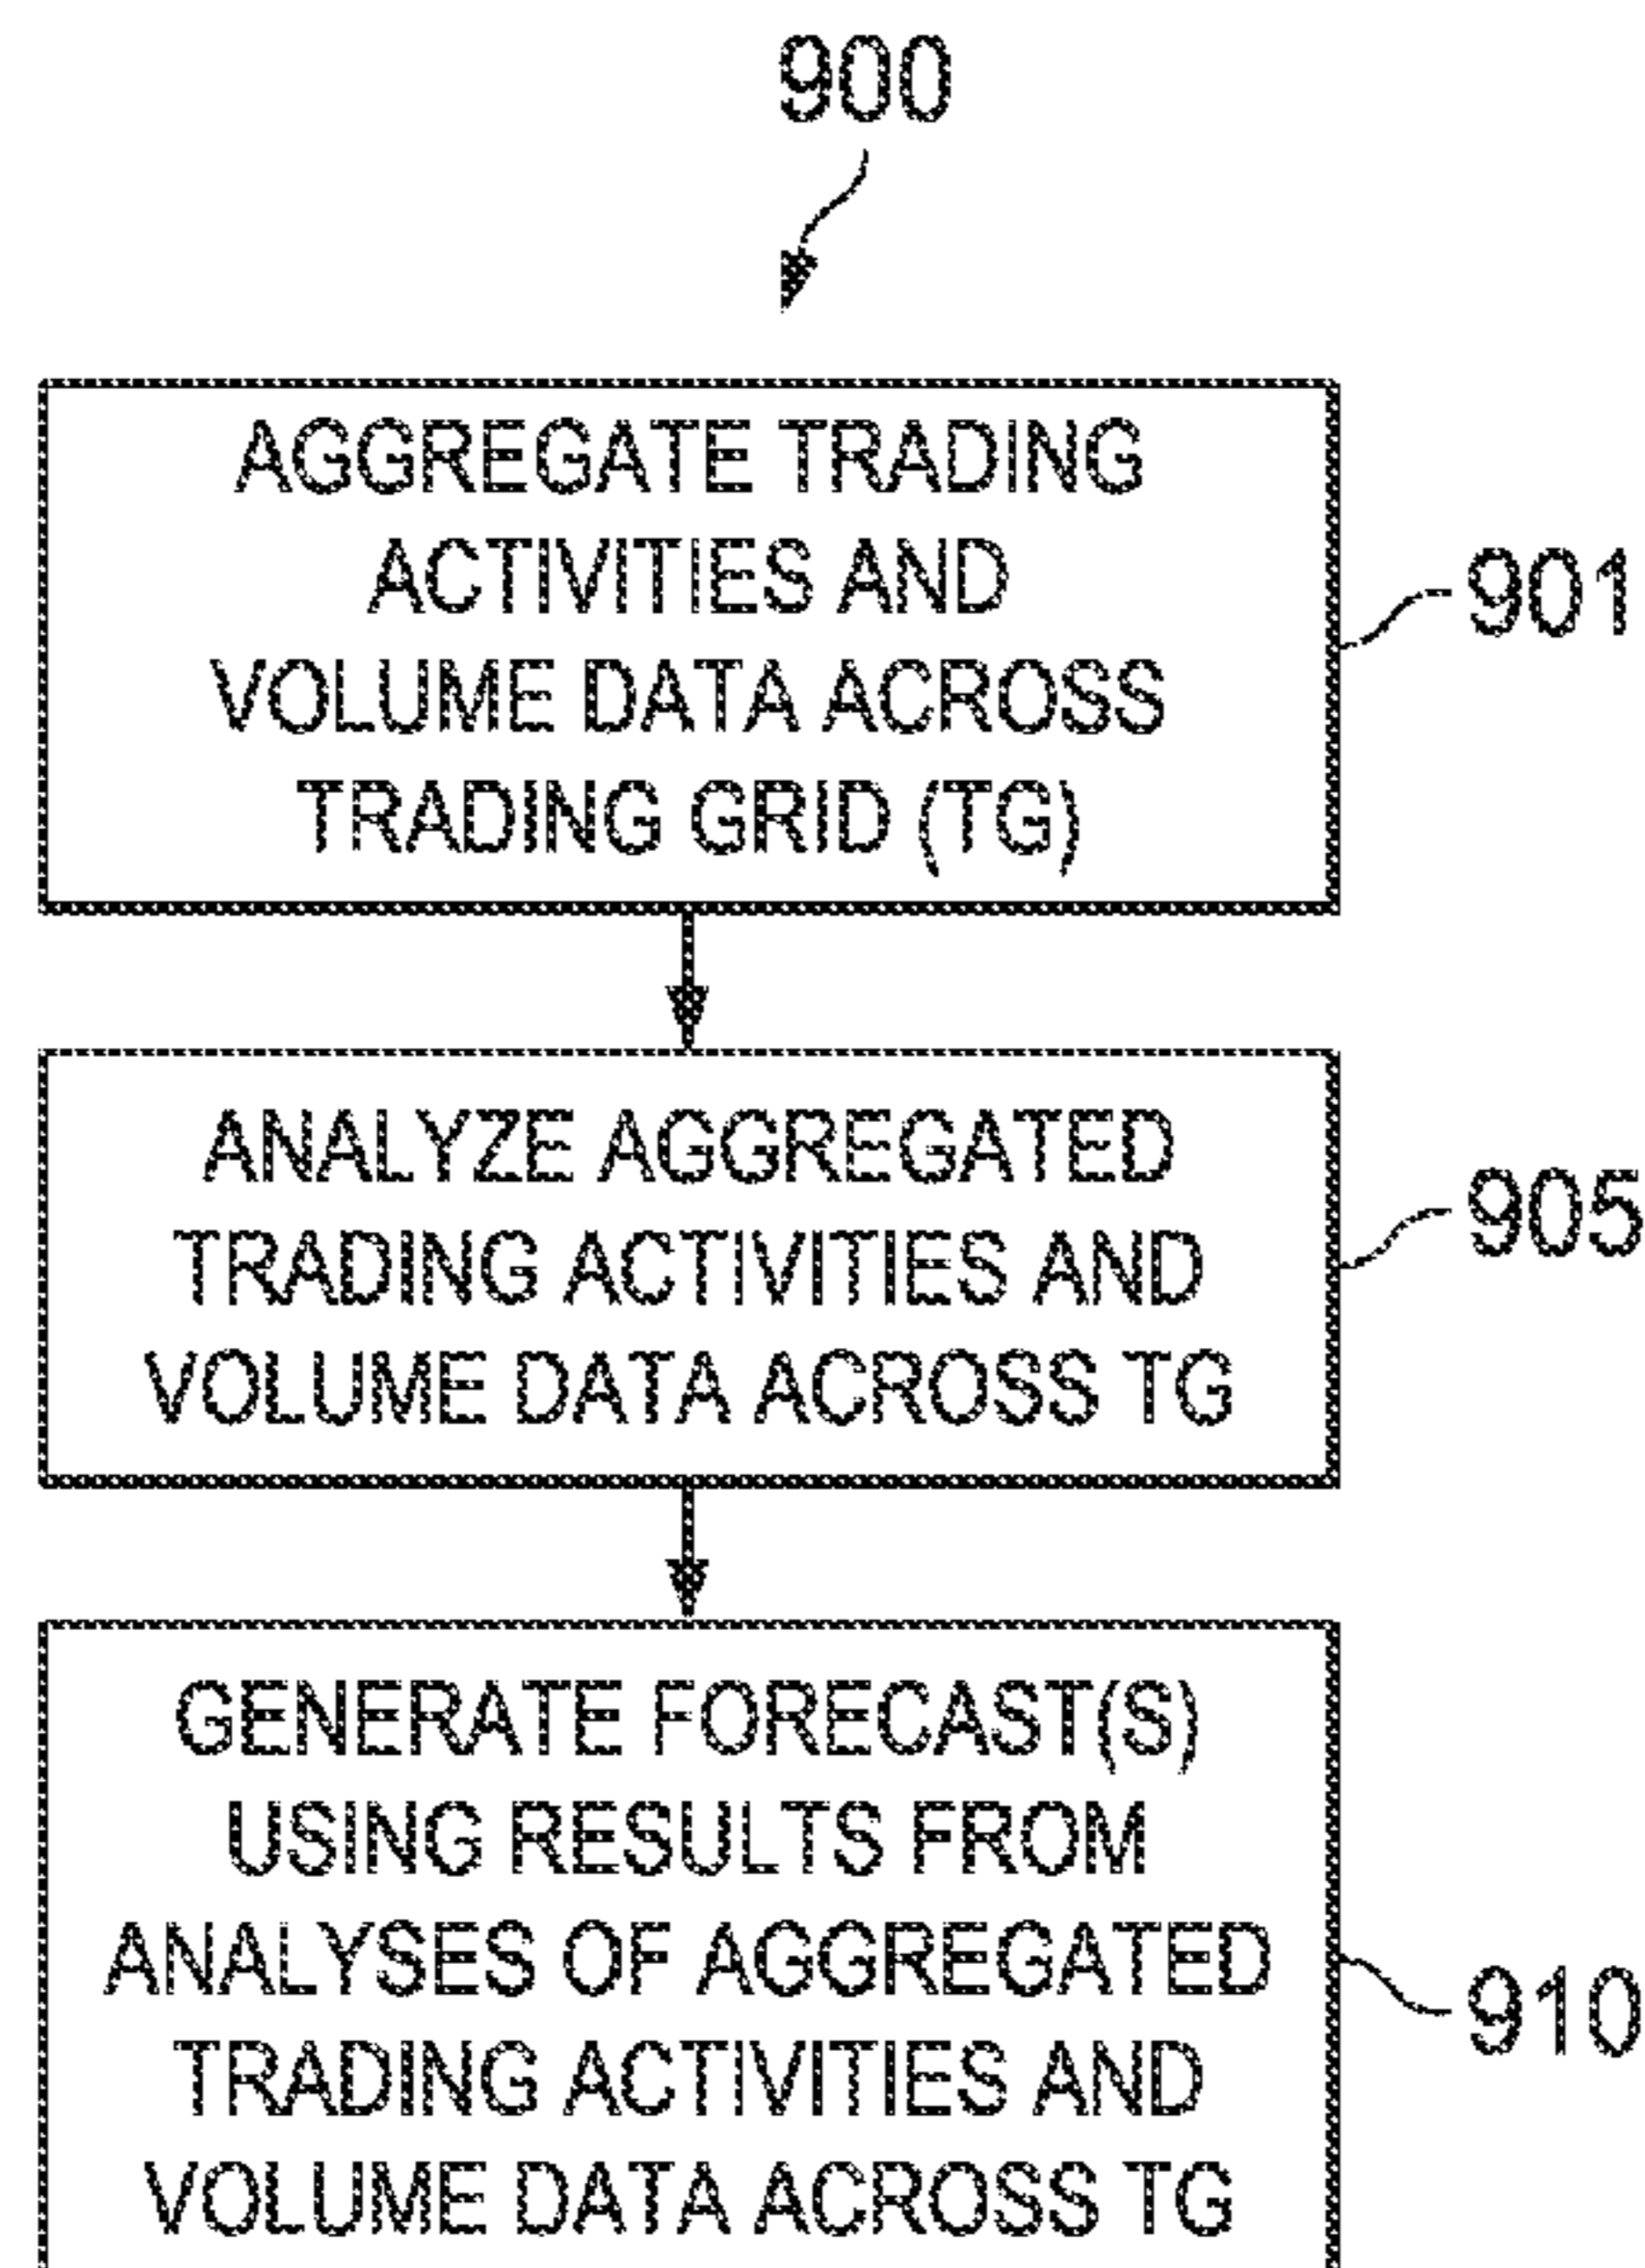 900
AGGREGATE TRADING
ACTIVITIES AND
VOLUME DATA ACROSS
TRADING GRID (TG)
901
ANALYZE AGGREGATED
TRADING ACTIVITIES AND
VOLUME DATA ACROSS TG
905
GENERATE FORECAST(S)
USING RESULTS FROM
ANALYSES OF AGGREGATED
TRADING ACTIVITIES AND
VOLUME DATA ACROSS TG
910